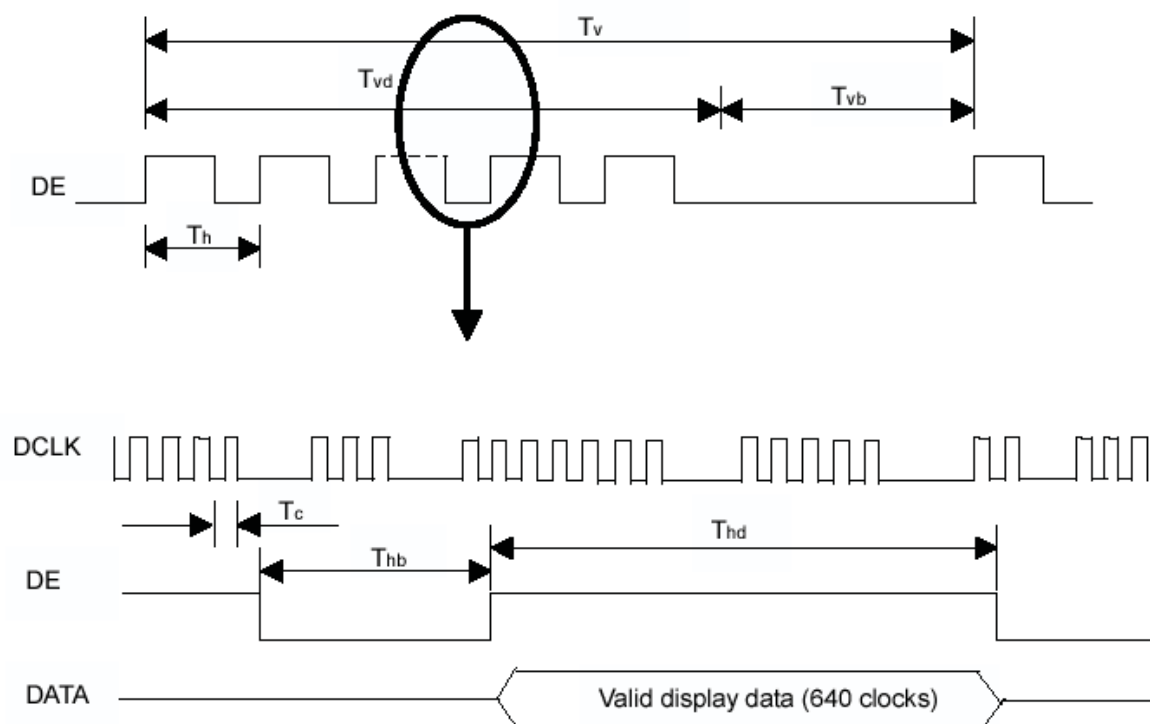 Tv
Tvd
Tvb
DE
Th
DCLK
Tc
Thd
Thb
DE
DATA
Valid display data (640 clocks)